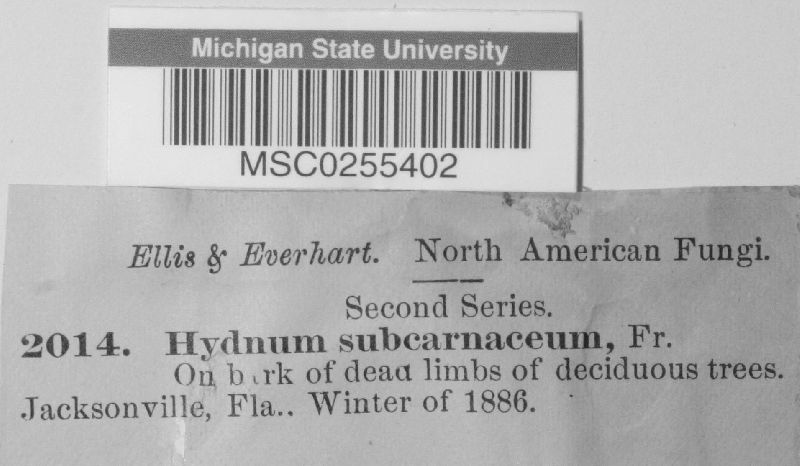 Michigan State University
MSC0255402
Ellis & Everhart. North American Fungi.
Second Series.
2014. Hydnum subcarnaceum, Fr.
On bark of dead limbs of deciduous trees.
Jacksonville, Fla.. Winter of 1886.